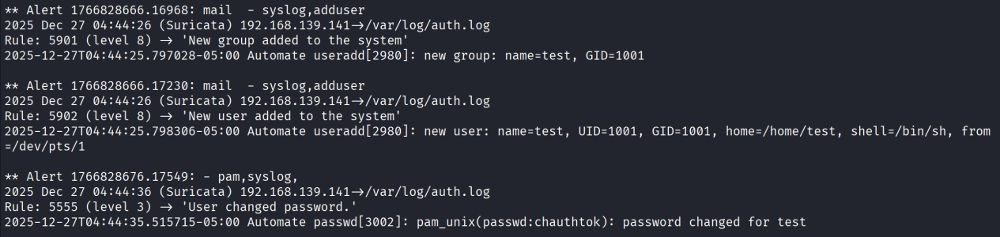 ** Alert 1766828666.16968: mail  - syslog,adduser
2025 Dec 27 04:44:26 (Suricata) 192.168.139.141->/var/log/auth.log
Rule: 5901 (level 8) -> 'New group added to the system'
2025-12-27T04:44:25.797028-05:00 Automate useradd[2980]: new group: name=test, GID=1001

** Alert 1766828666.17230: mail  - syslog,adduser
2025 Dec 27 04:44:26 (Suricata) 192.168.139.141->/var/log/auth.log
Rule: 5902 (level 8) -> 'New user added to the system'
2025-12-27T04:44:25.798306-05:00 Automate useradd[2980]: new user: name=test, UID=1001, GID=1001, home=/home/test, shell=/bin/sh, from
=/dev/pts/1

** Alert 1766828676.17549: - pam,syslog,
2025 Dec 27 04:44:36 (Suricata) 192.168.139.141->/var/log/auth.log
Rule: 5555 (level 3) -> 'User changed password.'
2025-12-27T04:44:35.515715-05:00 Automate passwd[3002]: pam_unix(passwd:chauthtok): password changed for test